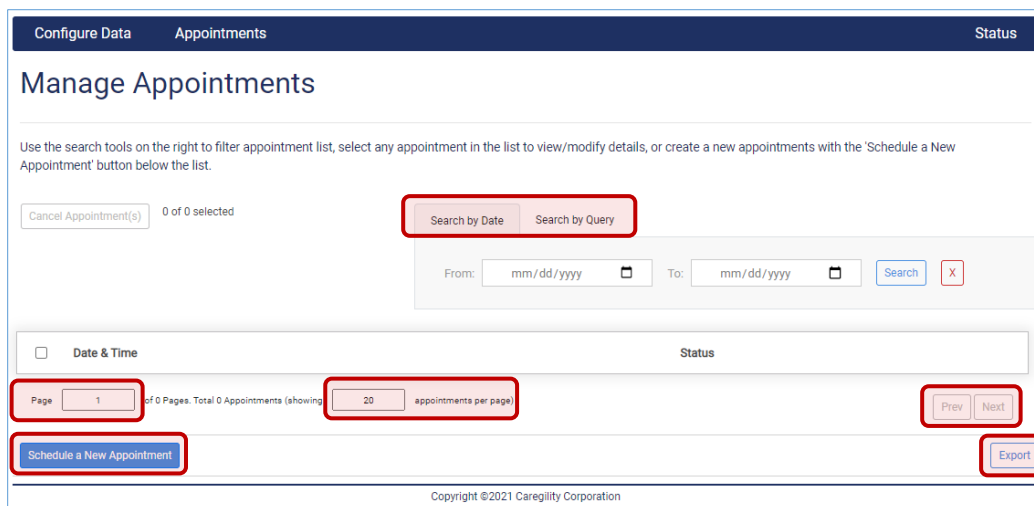 Configure Data Appointments Status
Manage Appointments
Use the search tools on the right to filter appointment list, select any appointment in the list to view/modify details, or create a new appointments with the 'Schedule a New
Appointment' button below the list.
Cancel Appointment(s) 0 of 0 selected
Search by Date Search by Query
From: mm/dd/yyyy To: mm/dd/yyyy Search X
Date & Time Status
Page 1 of 0 Pages. Total 0 Appointments (showing 20 appointments per page) Prev Next
Schedule a New Appointment Export
Copyright ©2021 Caregility Corporation